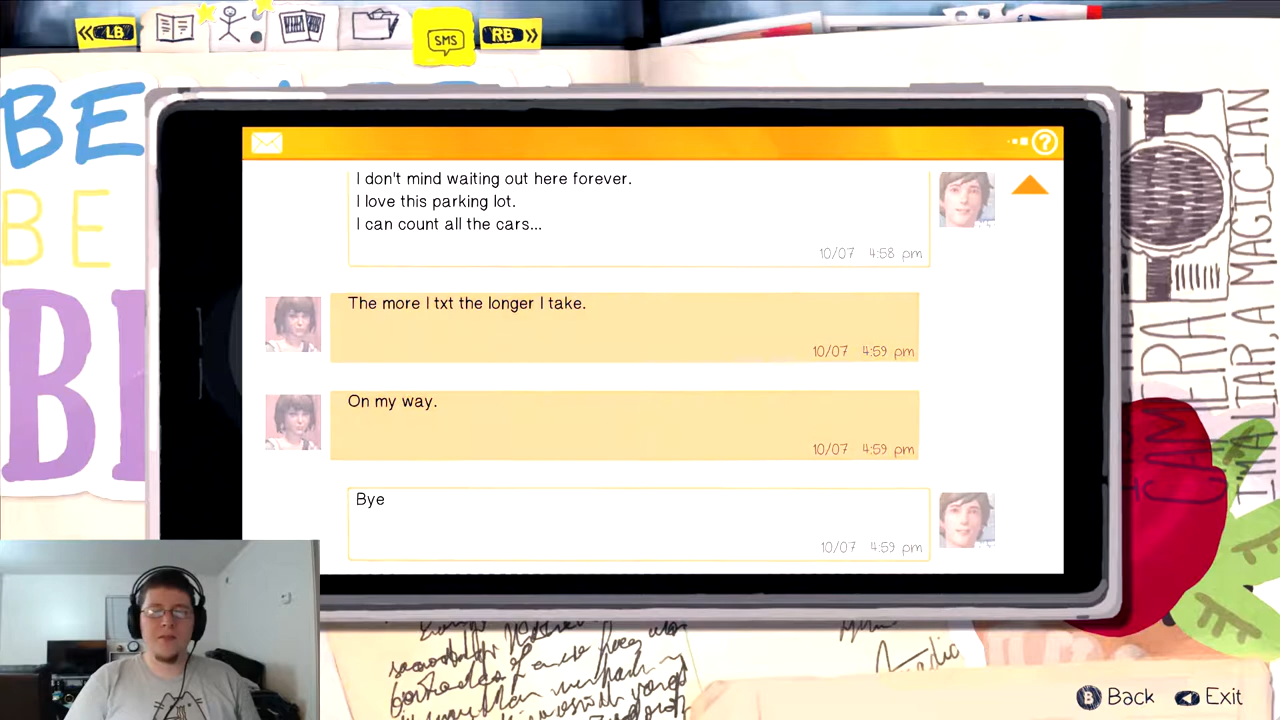 LB
SMS
RB
I don't mind waiting out here forever.
I love this parking lot.
I can count all the cars...
10/07 4:58 pm
The more I txt the longer I take.
10/07 4:59 pm
On my way.
10/07 4:59 pm
Bye
10/07 4:59 pm
BE
BE
CAMERA
LIAR, A MAGICIAN
B Back
Exit